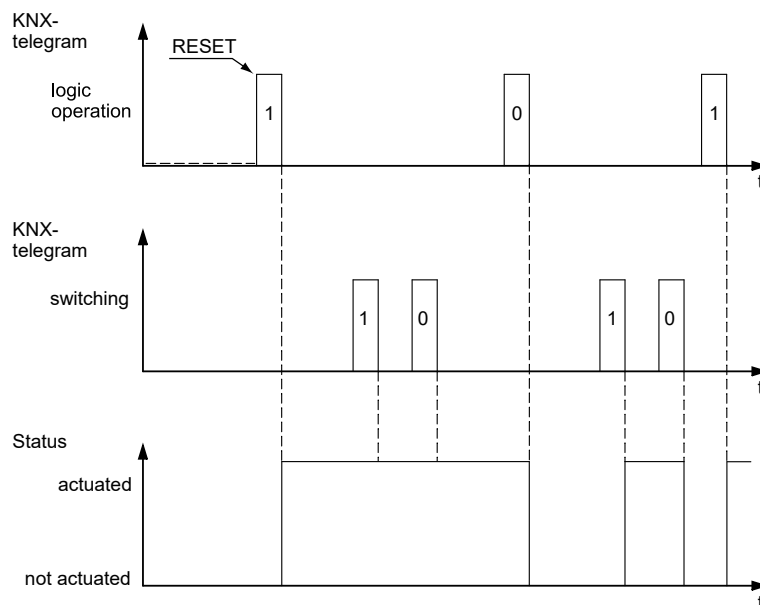 KNX-
telegram
RESET
logic
operation
1
0
1
t
KNX-
telegram
switching
1
0
1
0
t
Status
actuated
not actuated
t